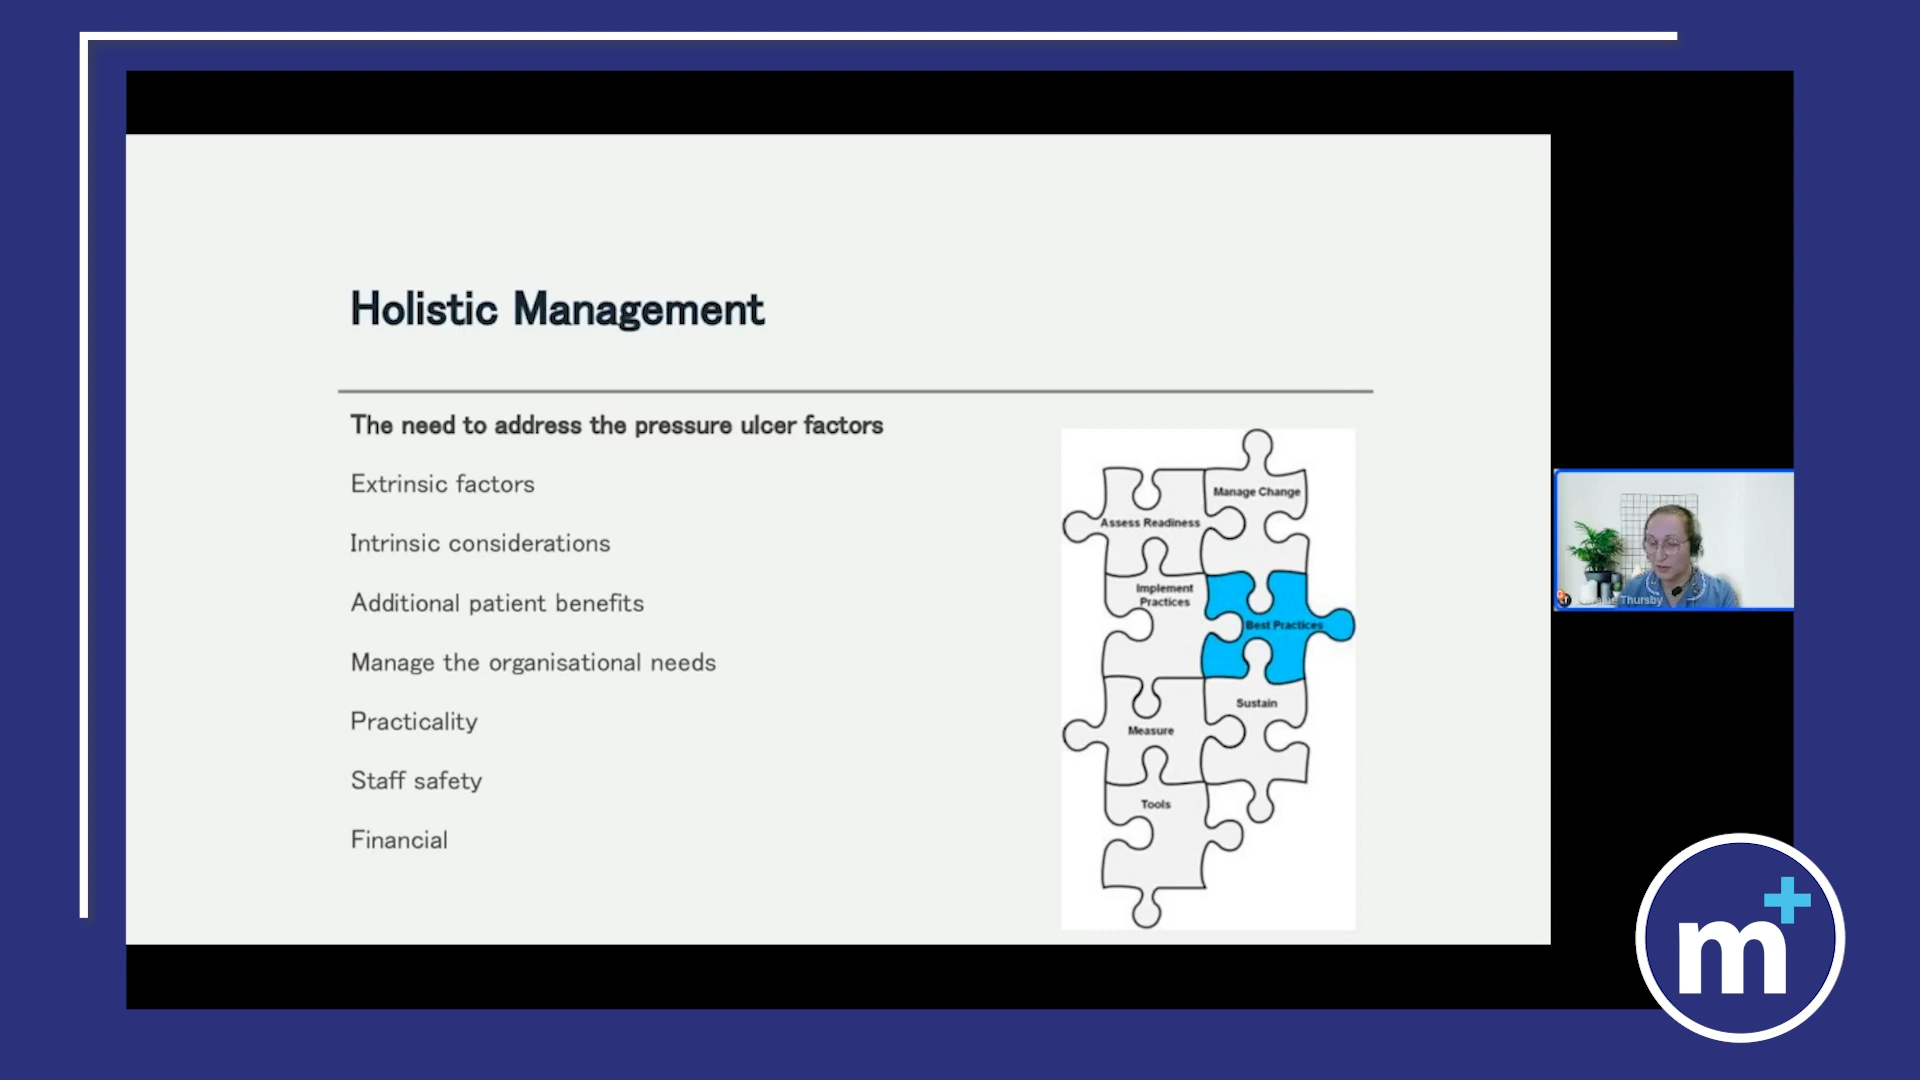 Holistic Management
The need to address the pressure ulcer factors
Extrinsic factors
Intrinsic considerations
Additional patient benefits
Manage the organisational needs
Practicality
Staff safety
Financial
Manage Change
Assess Readiness
Implement
Practices
Best Practices
Sustain
Measure
Tools
Thursby
m+